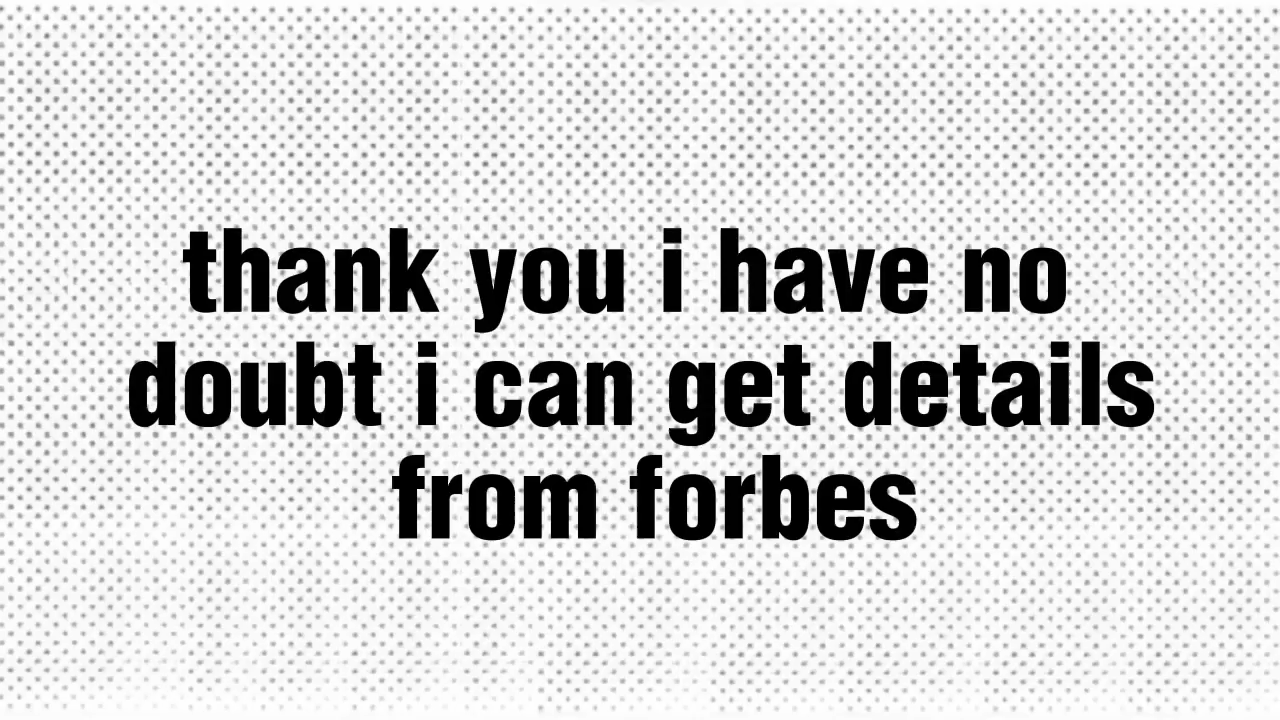 thank you i have no
doubt i can get details
from forbes